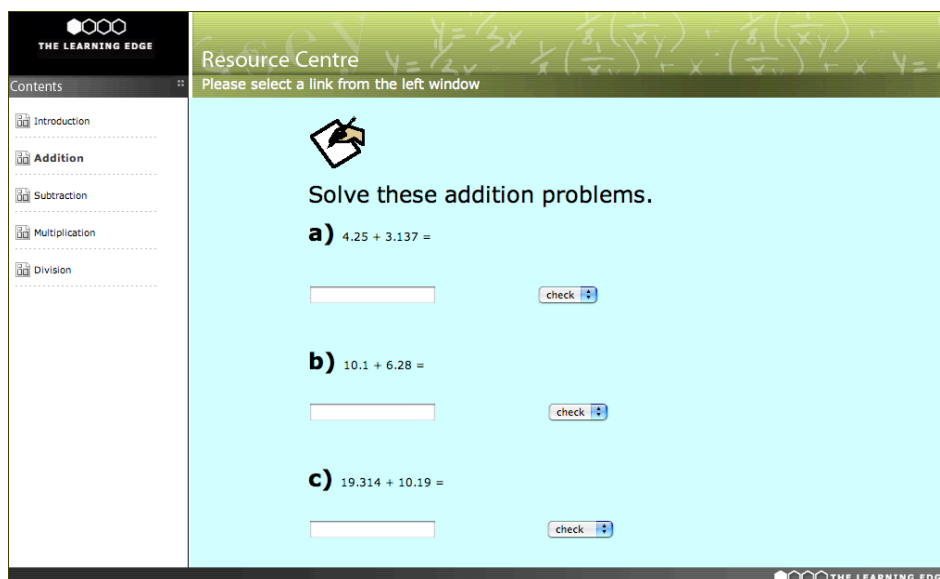 THE LEARNING EDGE
Resource Centre
Contents
Please select a link from the left window
Introduction
Addition
Subtraction
Multiplication
Division
Solve these addition problems.
a) 4.25 + 3.137 =
check
b) 10.1 + 6.28 =
check
c) 19.314 + 10.19 =
check
THE LEARNING EDG